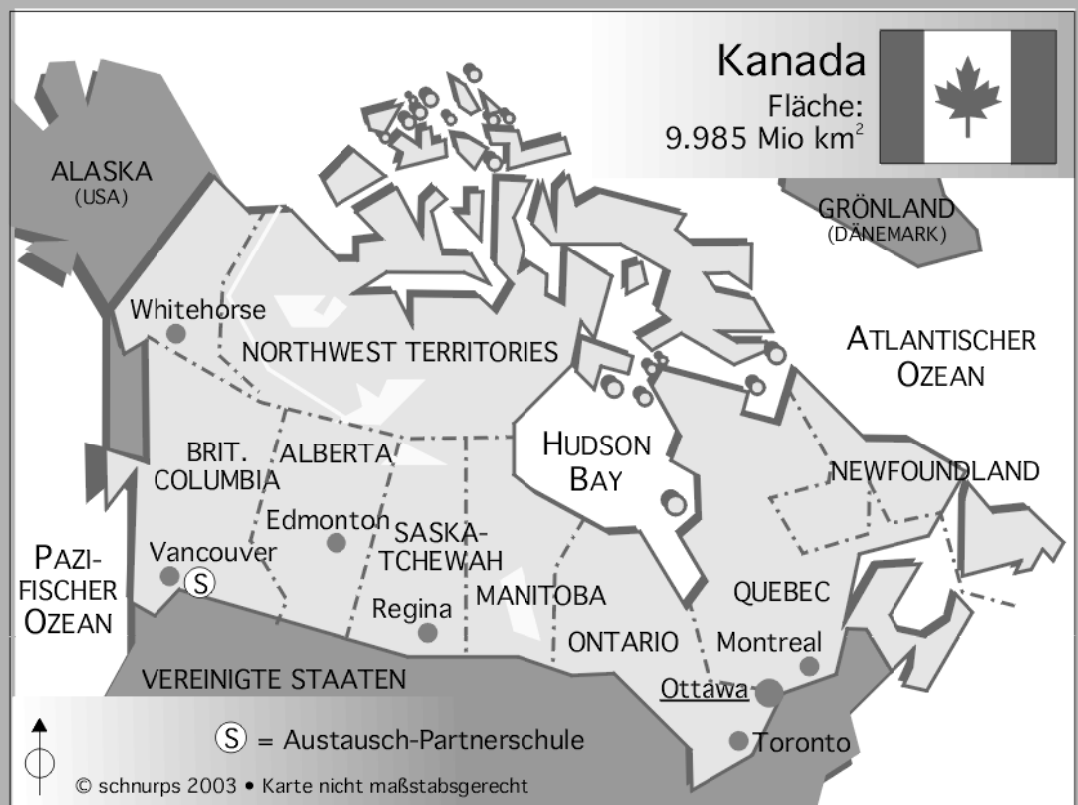 Kanada
Fläche:
9.985 Mio km²
ALASKA
(USA)
GRÖNLAND
(DÄNEMARK)
Whitehorse
NORTHWEST TERRITORIES
ATLANTISCHER
OZEAN
HUDSON
BAY
BRIT.
COLUMBIA
ALBERTA
NEWFOUNDLAND
Edmonton
SASKA-
TCHEWAH
PAZI-
FISCHER
OZEAN
Vancouver
S
MANITOBA
QUEBEC
Regina
ONTARIO
Montreal
VEREINIGTE STAATEN
Ottawa
Toronto
S = Austausch-Partnerschule
© schnurps 2003 • Karte nicht maßstabsgerecht